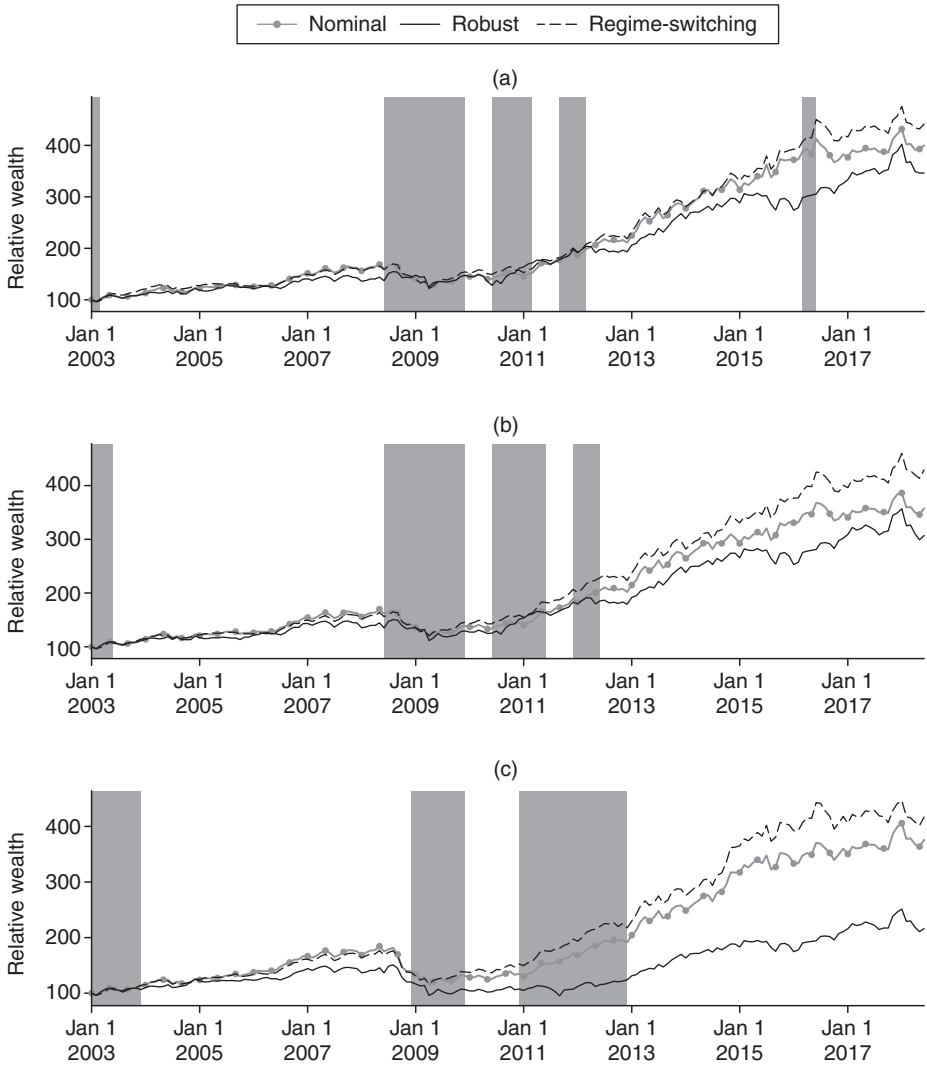 Nominal Robust Regime-switching
(a)
Relative wealth
400
300
200
100
Jan 1 Jan 1 Jan 1 Jan 1 Jan 1 Jan 1 Jan 1 Jan 1
2003 2005 2007 2009 2011 2013 2015 2017
(b)
Relative wealth
400
300
200
100
Jan 1 Jan 1 Jan 1 Jan 1 Jan 1 Jan 1 Jan 1 Jan 1
2003 2005 2007 2009 2011 2013 2015 2017
(c)
Relative wealth
400
300
200
100
Jan 1 Jan 1 Jan 1 Jan 1 Jan 1 Jan 1 Jan 1 Jan 1
2003 2005 2007 2009 2011 2013 2015 2017